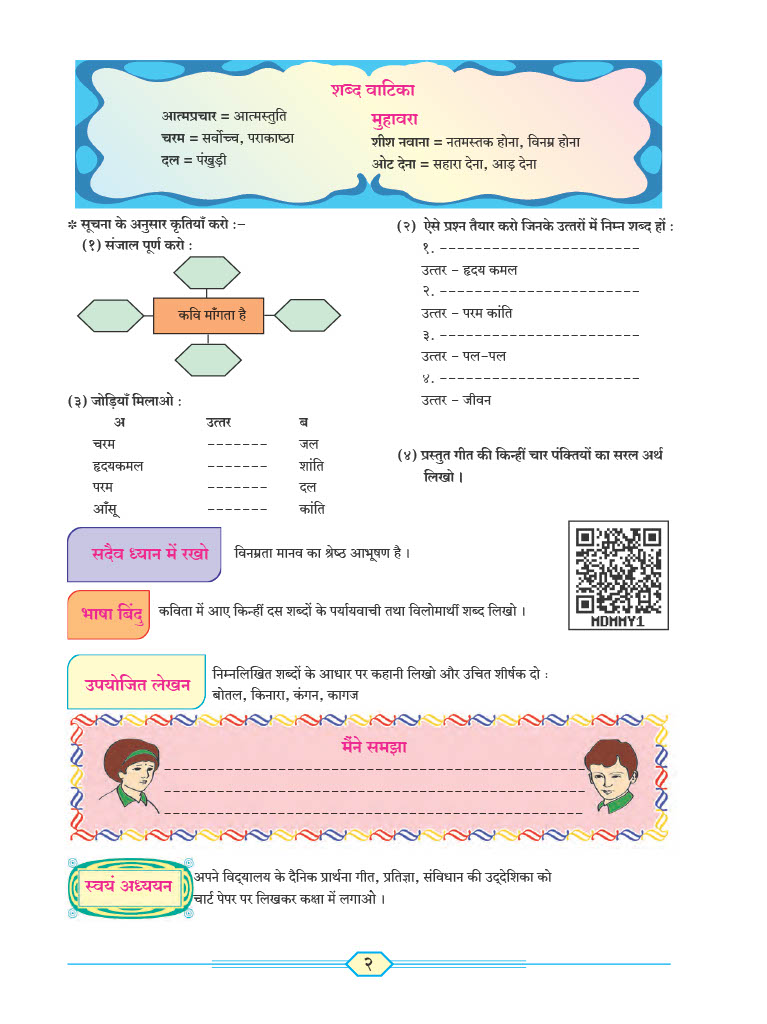 शब्द वाटिका
आत्मप्रचार = आत्मस्तुति
चरम = सर्वोच्च, पराकाष्ठा
दल = पंखुड़ी
मुहावरा
शीश नवाना = नतमस्तक होना, विनम्र होना
ओट देना = सहारा देना, आड़ देना
* सूचना के अनुसार कृतियाँ करो :–
(१) संजाल पूर्ण करो :
कवि माँगता है
(२) ऐसे प्रश्न तैयार करो जिनके उत्तरों में निम्न शब्द हों :
१. ------------------------
उत्तर – हृदय कमल
२. ------------------------
उत्तर – परम कांति
३. ------------------------
उत्तर – पल-पल
४. ------------------------
उत्तर – जीवन
(३) जोड़ियाँ मिलाओ :
अ उत्तर ब
चरम ------- जल
हृदयकमल ------- शांति
परम ------- दल
आँसू ------- कांति
(४) प्रस्तुत गीत की किन्हीं चार पंक्तियों का सरल अर्थ
लिखो ।
सदैव ध्यान में रखो
विनम्रता मानव का श्रेष्ठ आभूषण है ।
MDMMY1
भाषा बिंदु
कविता में आए किन्हीं दस शब्दों के पर्यायवाची तथा विलोमार्थी शब्द लिखो ।
उपयोजित लेखन
निम्नलिखित शब्दों के आधार पर कहानी लिखो और उचित शीर्षक दो :
बोतल, किनारा, कंगन, कागज
मैंने समझा
स्वयं अध्ययन
अपने विद्यालय के दैनिक प्रार्थना गीत, प्रतिज्ञा, संविधान की उद्देशिका को
चार्ट पेपर पर लिखकर कक्षा में लगाओ ।
२